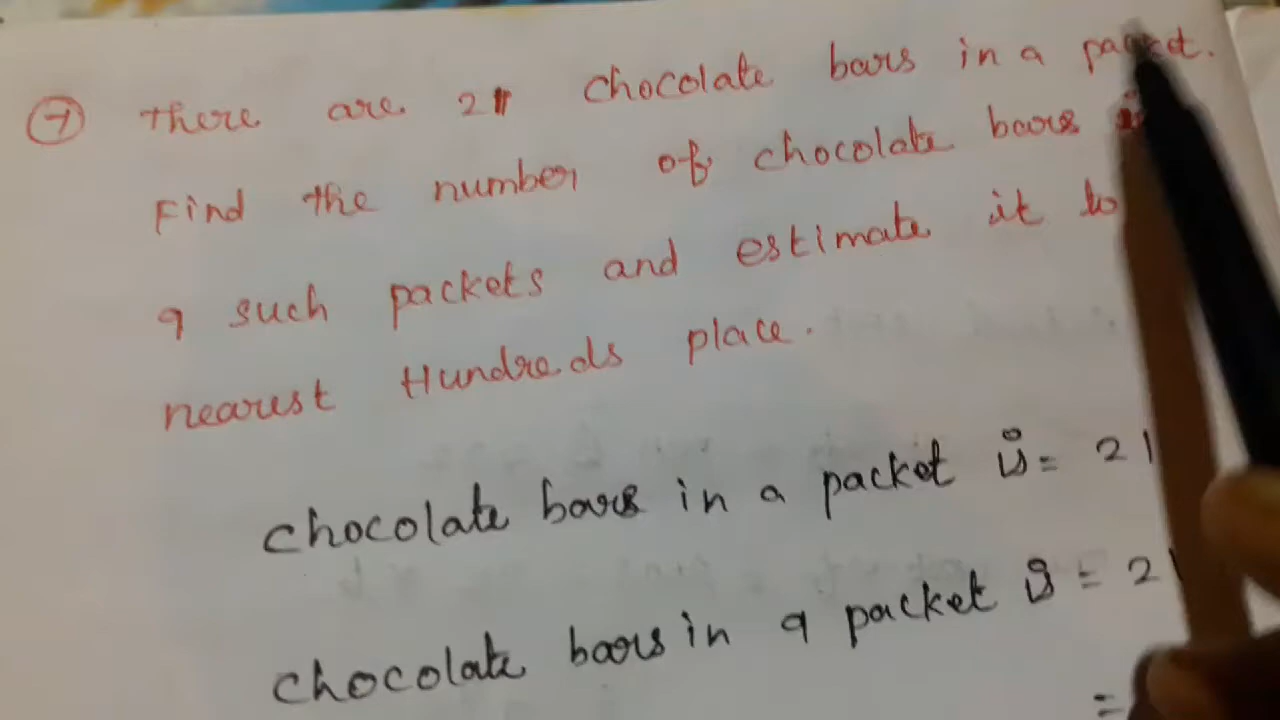 7 There are 21 chocolate bars in a packet.
Find the number of chocolate bars
9 such packets and estimate it to
nearest Hundreds place.
chocolate bars in a packet is = 21
chocolate bars in 9 packet is = 21
=